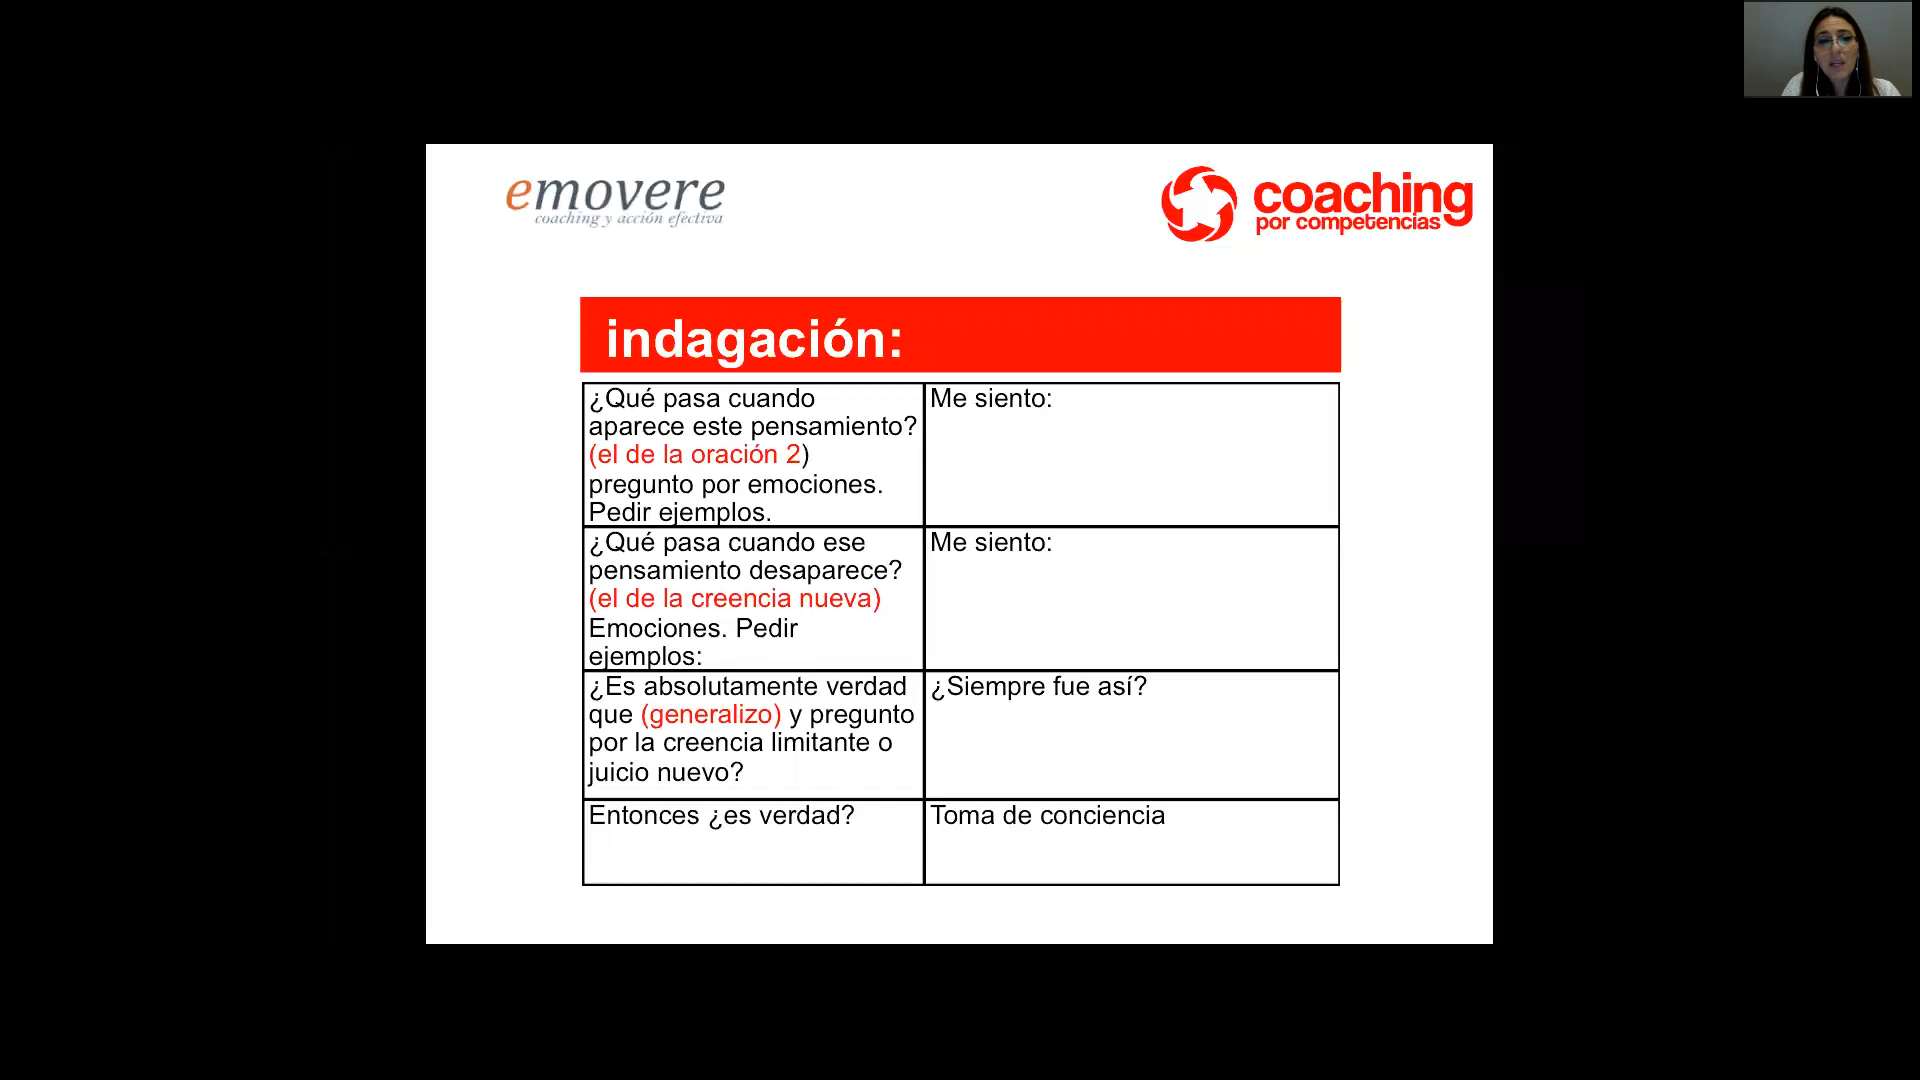 emovere
coaching y acción efectiva
coaching
por competencias
indagación:
¿Qué pasa cuando
aparece este pensamiento?
(el de la oración 2)
pregunto por emociones.
Pedir ejemplos.
Me siento:
¿Qué pasa cuando ese
pensamiento desaparece?
(el de la creencia nueva)
Emociones. Pedir
ejemplos:
Me siento:
¿Es absolutamente verdad
que (generalizo) y pregunto
por la creencia limitante o
juicio nuevo?
¿Siempre fue así?
Entonces ¿es verdad?
Toma de conciencia